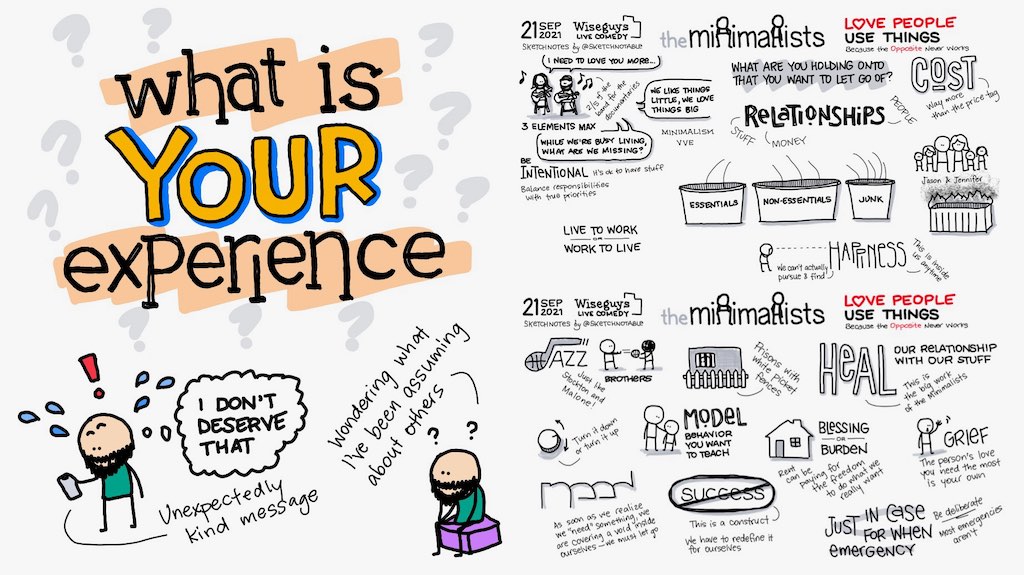 what is
YOUR
experience
!
I DON'T
DESERVE
THAT
Unexpectedly
kind message
Wondering what
I've been assuming
about others
? ?
21 SEP
2021
Wiseguys
LIVE COMEDY
SKETCHNOTES by @SKETCHNOTABLE
the minimalists
LOVE PEOPLE
USE THINGS
Because the Opposite Never Works
I NEED TO LOVE YOU MORE...
2/5 of the
band for the
documentaries
WE LIKE THINGS
LITTLE, WE LOVE
THINGS BIG
3 ELEMENTS MAX
WHILE WE'RE BUSY LIVING,
WHAT ARE WE MISSING?
MINIMALISM
VVE
BE
INTENTIONAL
It's ok to have stuff
Balance responsibilities
with true priorities
LIVE TO WORK
OR
WORK TO LIVE
WHAT ARE YOU HOLDING ONTO
THAT YOU WANT TO LET GO OF?
RELATIONSHIPS
STUFF
MONEY
PEOPLE
ESSENTIALS
NON-ESSENTIALS
JUNK
COST
Way more
than the price tag
Jason & Jennifer
HAPPINESS
We can't actually
pursue & find
This is
inside
us anytime
21 SEP
2021
Wiseguys
LIVE COMEDY
SKETCHNOTES by @SKETCHNOTABLE
the minimalists
LOVE PEOPLE
USE THINGS
Because the Opposite Never Works
JAZZ
Just like
Stockton and
Malone!
BROTHERS
Prisons with
white picket
fences
HEAL
OUR RELATIONSHIP
WITH OUR STUFF
This is
the big work
of the Minimalists
Turn it down
or turn it up
MODEL
BEHAVIOR
YOU WANT
TO TEACH
BLESSING
OR
BURDEN
Rent
can be
paying for
the freedom
to do what we
really want
GRIEF
The person's love
you need the most
is your own
need
As soon as we realize
we "need" something, we
are covering a void inside
ourselves—we must let go
SUCCESS
This is a construct
We have to redefine it
for ourselves
JUST IN CASE
FOR WHEN
EMERGENCY
Be deliberate
Most emergencies
aren't